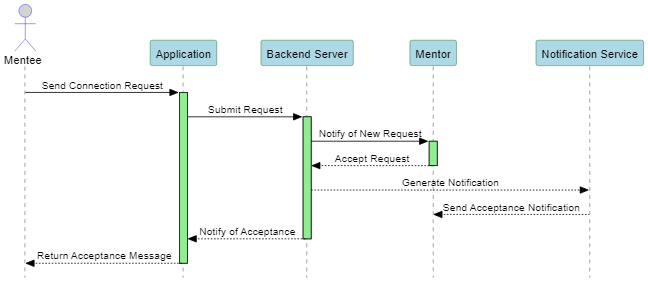 Mentee
Application
Backend Server
Mentor
Notification Service
Send Connection Request
Submit Request
Notify of New Request
Accept Request
Generate Notification
Send Acceptance Notification
Notify of Acceptance
Return Acceptance Message